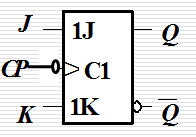 J 1J Q
CP C1
K 1K Q̅